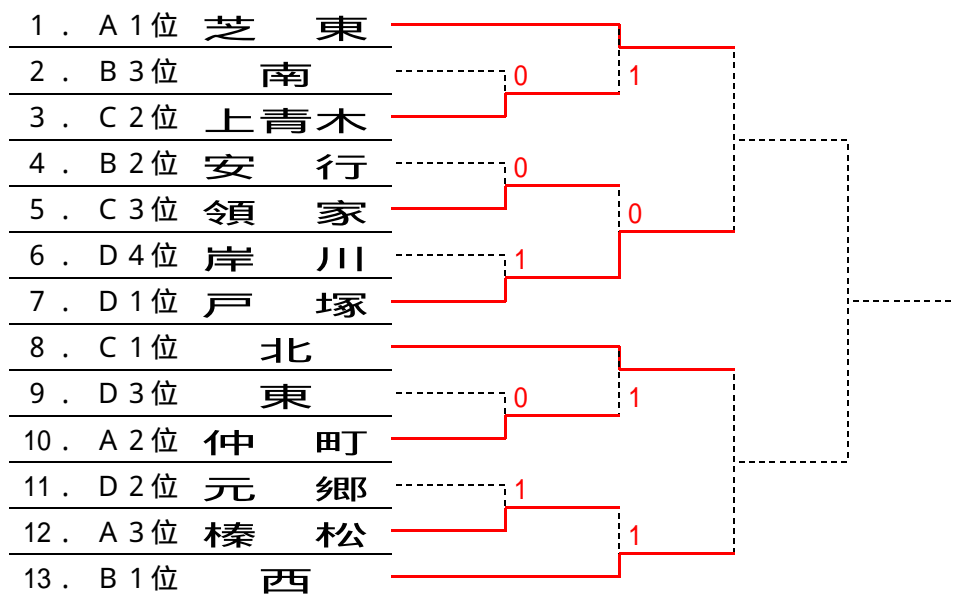 1． A1位 芝東
2． B3位 南 0 1
3． C2位 上青木
4． B2位 安行 0
5． C3位 領家 0
6． D4位 岸川 1
7． D1位 戸塚
8． C1位 北
9． D3位 東 0 1
10． A2位 仲町
11． D2位 元郷 1
12． A3位 榛松 1
13． B1位 西